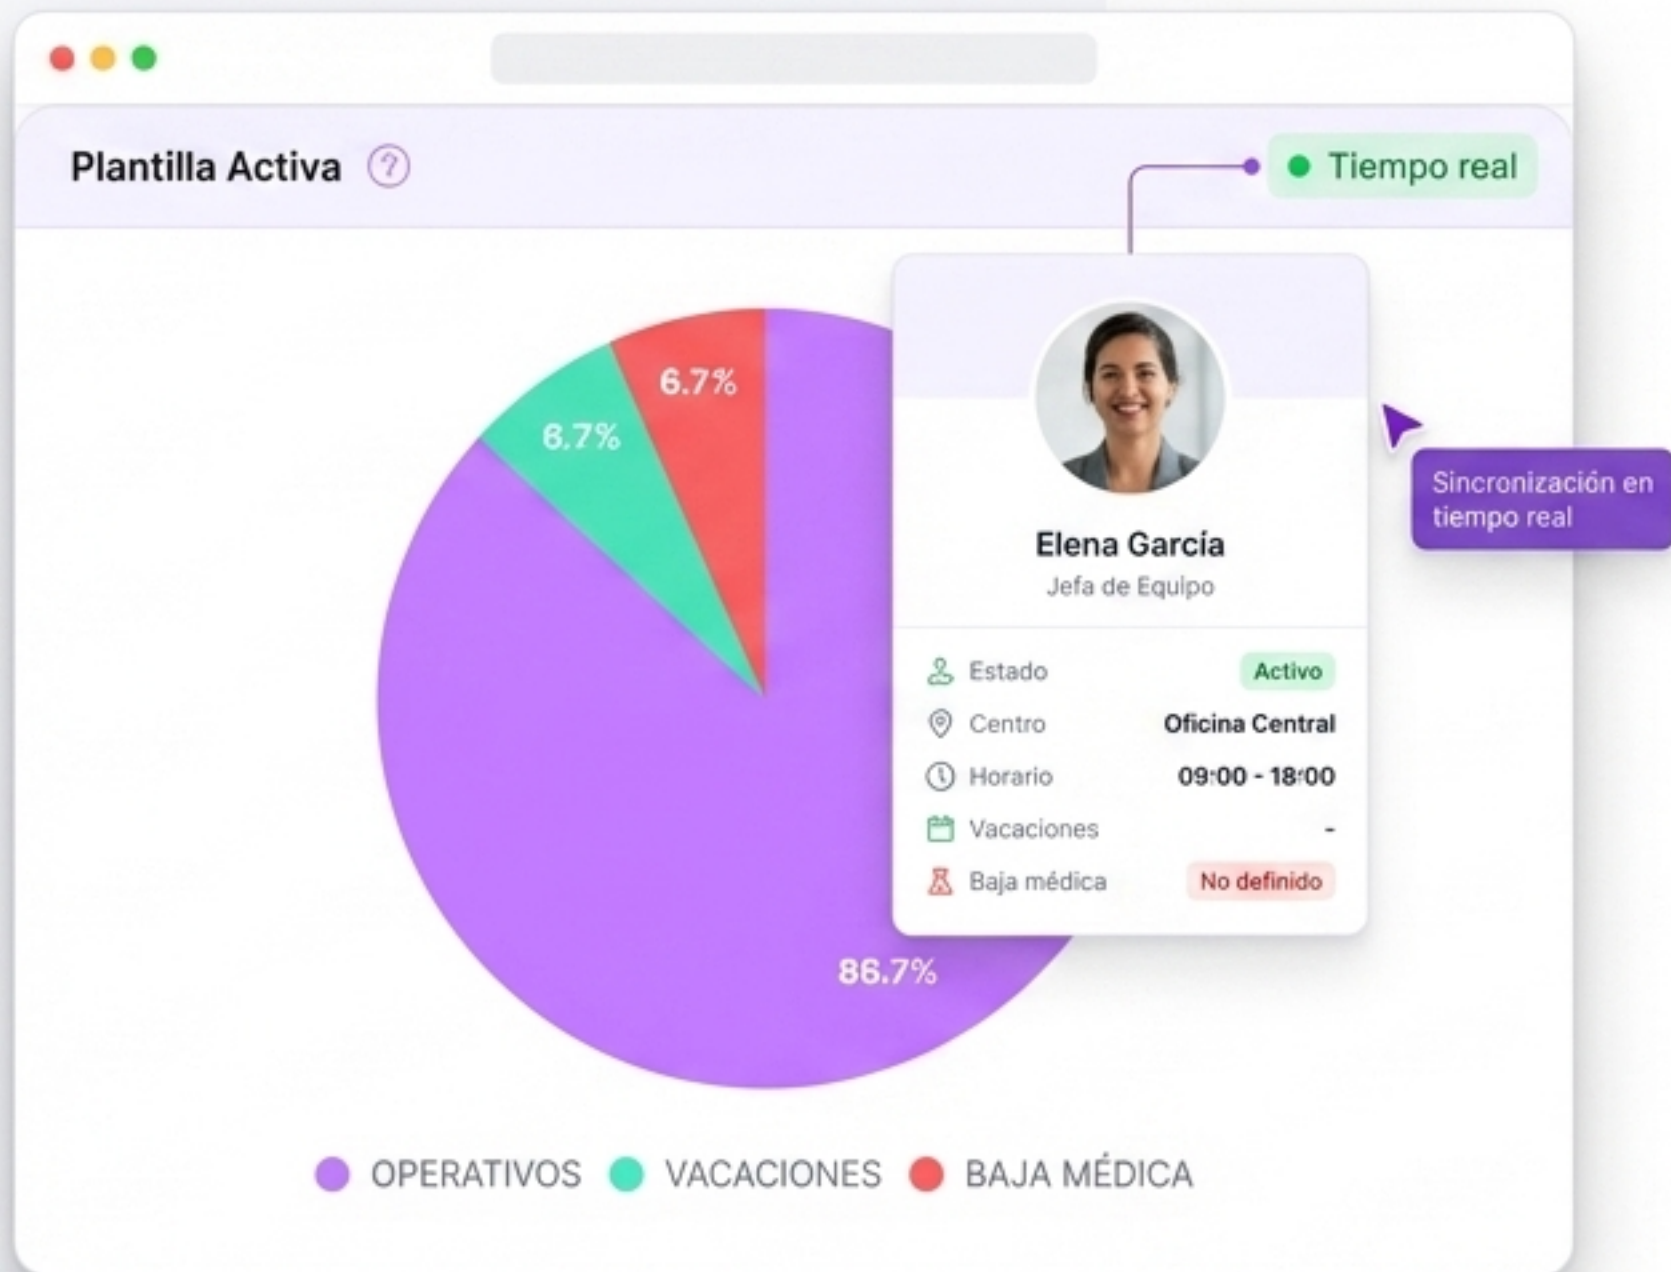 Plantilla Activa ?
Tiempo real
6.7%
6.7%
Sincronización en
tiempo real
Elena García
Jefa de Equipo
Estado Activo
Centro Oficina Central
Horario 09:00 - 18:00
Vacaciones -
Baja médica No definido
86.7%
OPERATIVOS VACACIONES BAJA MÉDICA